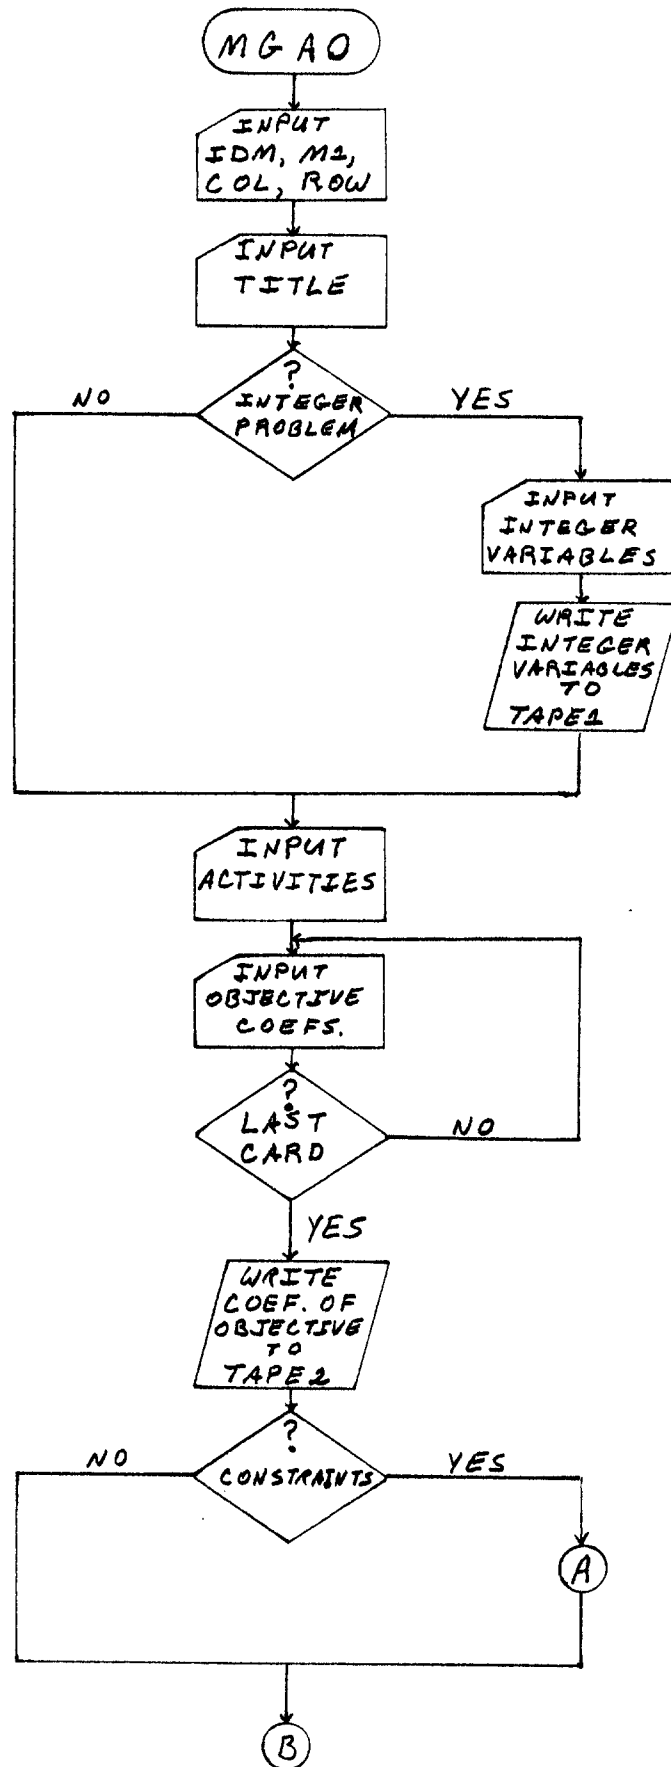 MGAO
INPUT
IDM, M1,
COL, ROW
INPUT
TITLE
?
INTEGER
PROBLEM
NO
YES
INPUT
INTEGER
VARIABLES
WRITE
INTEGER
VARIABLES
TO
TAPE1
INPUT
ACTIVITIES
INPUT
OBJECTIVE
COEFS.
?
LAST
CARD
NO
YES
WRITE
COEF. OF
OBJECTIVE
TO
TAPE2
?
CONSTRAINTS
NO
YES
A
B